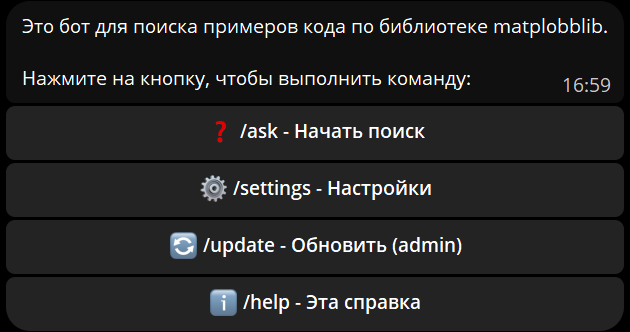 Это бот для поиска примеров кода по библиотеке matplobblib.
Нажмите на кнопку, чтобы выполнить команду:
16:59
❓ /ask - Начать поиск
⚙️ /settings - Настройки
🔄 /update - Обновить (admin)
ℹ️ /help - Эта справка